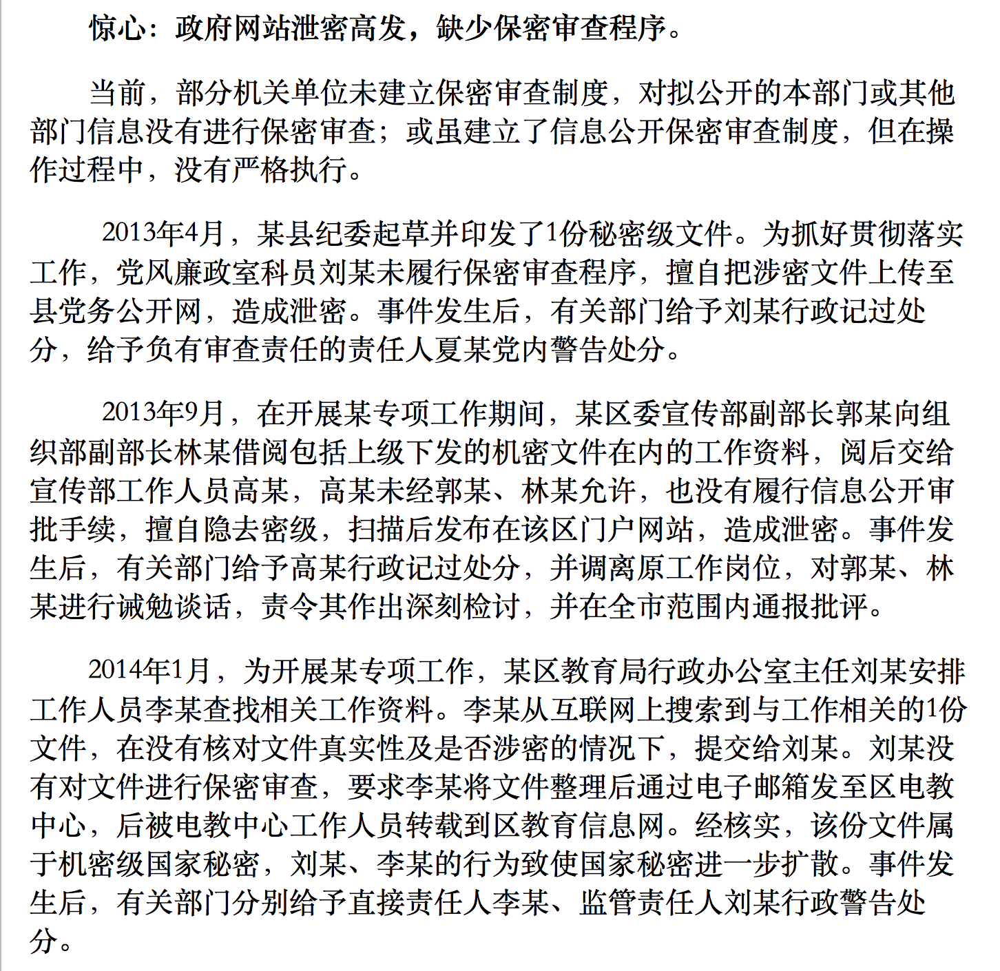 惊心：政府网站泄密高发，缺少保密审查程序。
当前，部分机关单位未建立保密审查制度，对拟公开的本部门或其他
部门信息没有进行保密审查；或虽建立了信息公开保密审查制度，但在操
作过程中，没有严格执行。
2013年4月，某县纪委起草并印发了1份秘密级文件。为抓好贯彻落实
工作，党风廉政室科员刘某未履行保密审查程序，擅自把涉密文件上传至
县党务公开网，造成泄密。事件发生后，有关部门给予刘某行政记过处
分，给予负有审查责任的责任人夏某党内警告处分。
2013年9月，在开展某专项工作期间，某区委宣传部副部长郭某向组
织部副部长林某借阅包括上级下发的机密文件在内的工作资料，阅后交给
宣传部工作人员高某，高某未经郭某、林某允许，也没有履行信息公开审
批手续，擅自隐去密级，扫描后发布在该区门户网站，造成泄密。事件发
生后，有关部门给予高某行政记过处分，并调离原工作岗位，对郭某、林
某进行诫勉谈话，责令其作出深刻检讨，并在全市范围内通报批评。
2014年1月，为开展某专项工作，某区教育局行政办公室主任刘某安排
工作人员李某查找相关工作资料。李某从互联网上搜索到与工作相关的1份
文件，在没有核对文件真实性及是否涉密的情况下，提交给刘某。刘某没
有对文件进行保密审查，要求李某将文件整理后通过电子邮箱发至区电教
中心，后被电教中心工作人员转载到区教育信息网。经核实，该份文件属
于机密级国家秘密，刘某、李某的行为致使国家秘密进一步扩散。事件发
生后，有关部门分别给予直接责任人李某、监管责任人刘某行政警告处
分。